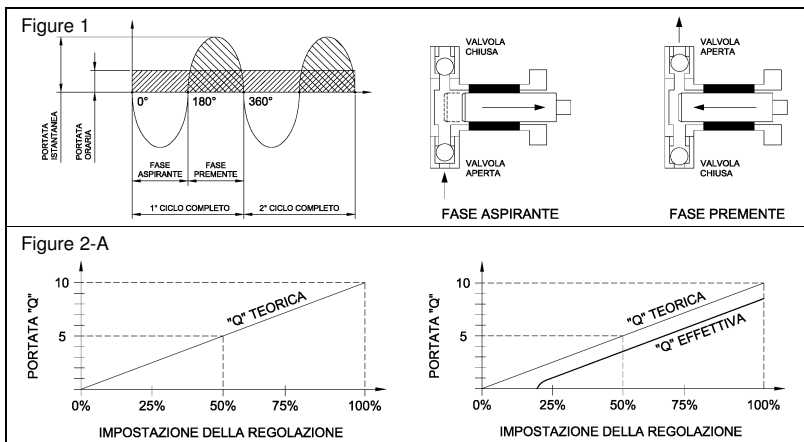 Figure 1
PORTATA
ISTANTANEA
PORTATA
ORARIA
0°
180°
360°
FASE
ASPIRANTE
FASE
PREMENTE
1° CICLO COMPLETO
2° CICLO COMPLETO
VALVOLA
CHIUSA
VALVOLA
APERTA
FASE ASPIRANTE
VALVOLA
APERTA
VALVOLA
CHIUSA
FASE PREMENTE
Figure 2-A
PORTATA "Q"
10
5
"Q" TEORICA
0%
25%
50%
75%
100%
IMPOSTAZIONE DELLA REGOLAZIONE
PORTATA "Q"
10
5
"Q" TEORICA
"Q" EFFETTIVA
0%
25%
50%
75%
100%
IMPOSTAZIONE DELLA REGOLAZIONE